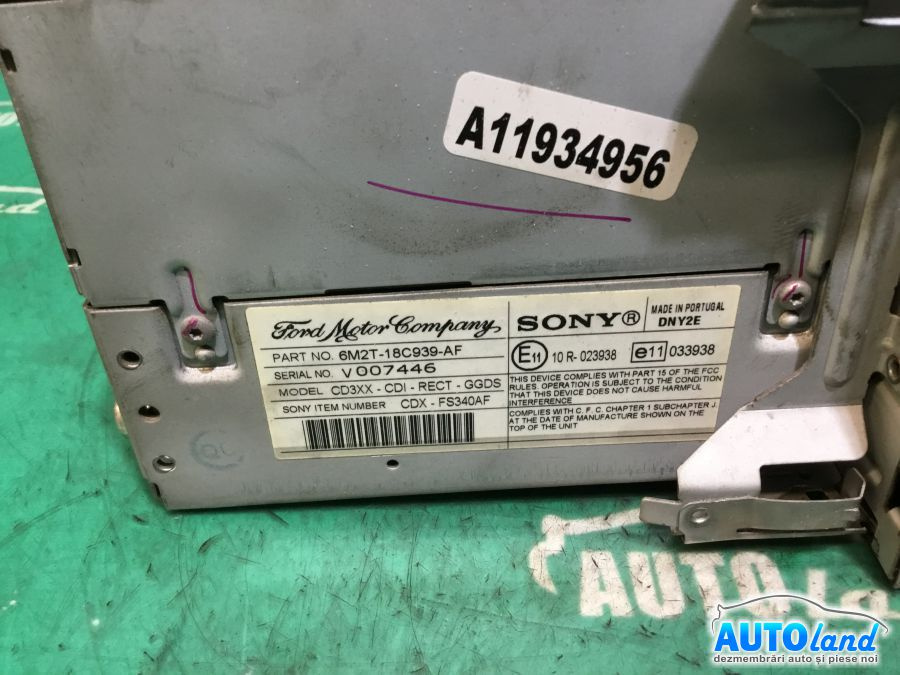 A11934956
Ford Motor Company
PART NO. 6M2T-18C939-AF
SERIAL NO. V007446
MODEL CD3XX - CDI - RECT - GGDS
SONY ITEM NUMBER CDX - FS340AF
SONY®
MADE IN PORTUGAL
DNY2E
E11 10 R- 023938
e11 033938
THIS DEVICE COMPLIES WITH PART 15 OF THE FCC
RULES. OPERATION IS SUBJECT TO THE CONDITION
THAT THIS DEVICE DOES NOT CAUSE HARMFUL
INTERFERENCE
COMPLIES WITH C. F. C. CHAPTER 1 SUBCHAPTER J.
AT THE DATE OF MANUFACTURE SHOWN ON THE
TOP OF THE UNIT
AUTOla
AUTOland
dezmembrări auto și piese noi